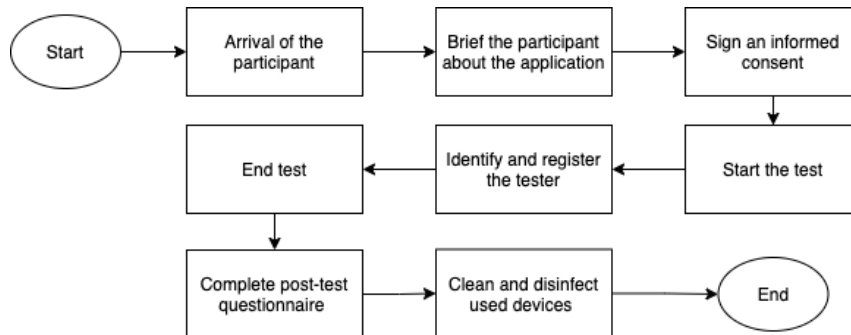 Start
Arrival of the
participant
Brief the participant
about the application
Sign an informed
consent
Start the test
Identify and register
the tester
End test
Complete post-test
questionnaire
Clean and disinfect
used devices
End